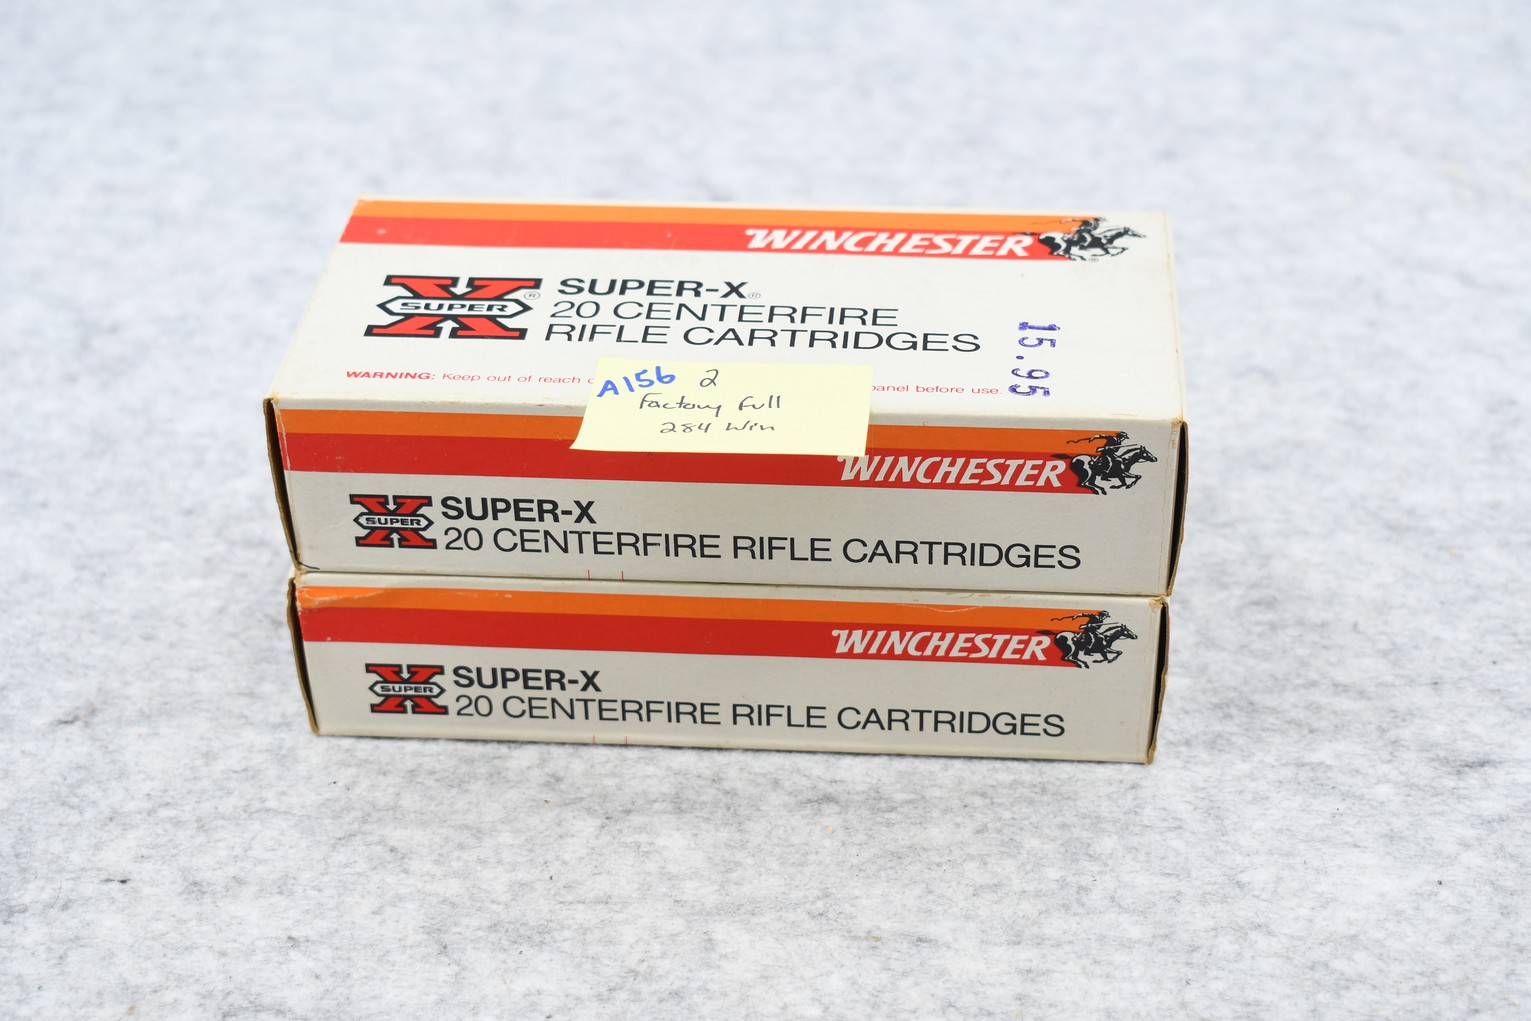 WINCHESTER
X SUPER ®
SUPER-X®
20 CENTERFIRE
RIFLE CARTRIDGES
15.95
WARNING: Keep out of reach
panel before use.
A156 2
Factory Full
284 Win
WINCHESTER
X SUPER
SUPER-X
20 CENTERFIRE RIFLE CARTRIDGES
WINCHESTER
X SUPER
SUPER-X
20 CENTERFIRE RIFLE CARTRIDGES